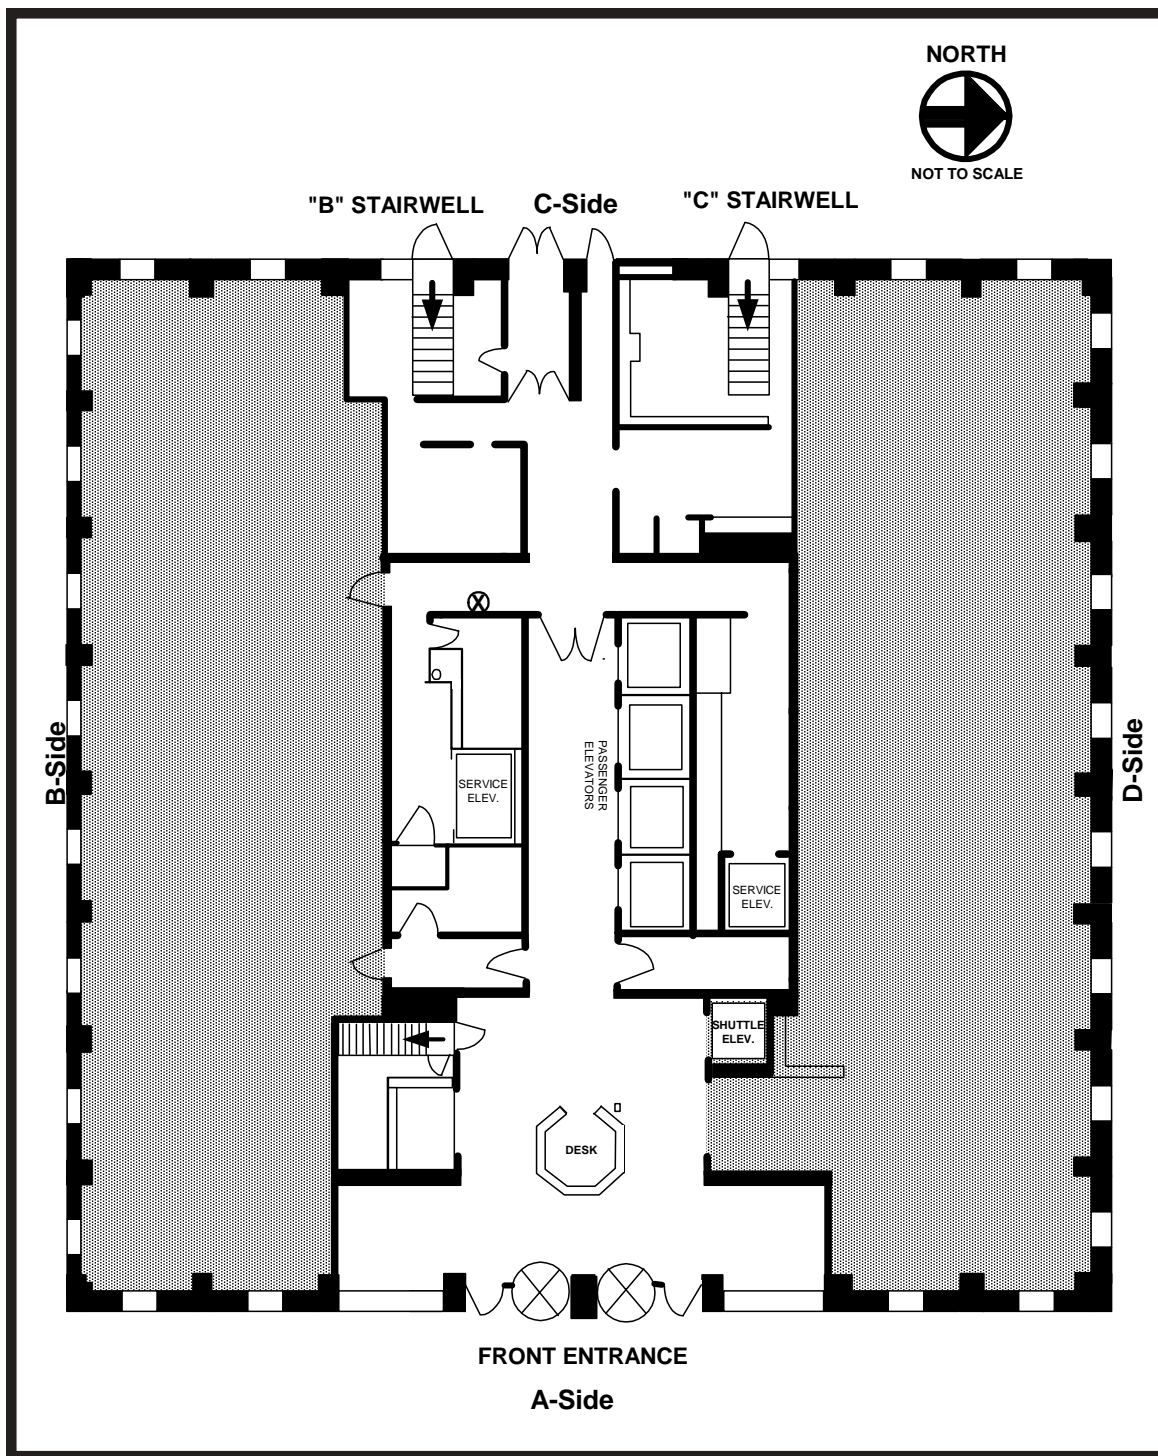 NORTH
NOT TO SCALE
"B" STAIRWELL
C-Side
"C" STAIRWELL
B-Side
D-Side
PASSENGER
ELEVATORS
SERVICE
ELEV.
SERVICE
ELEV.
SHUTTLE
ELEV.
DESK
FRONT ENTRANCE
A-Side